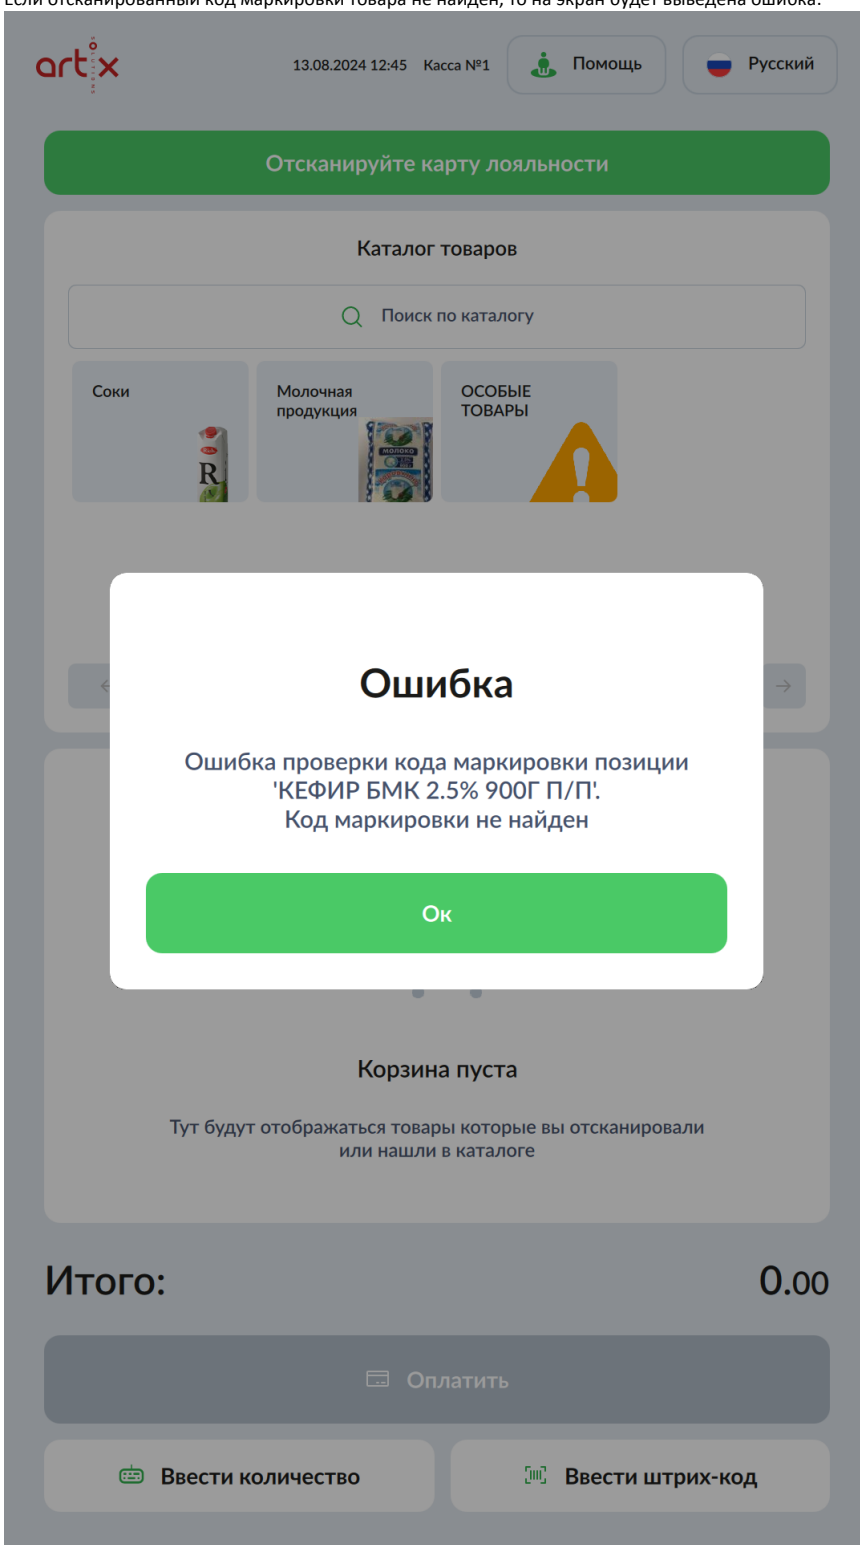 Если отсканированный код маркировки товара не найден, то на экран будет выведена ошибка:
artix
13.08.2024 12:45 Касса №1
Помощь
Русский
Отсканируйте карту лояльности
Каталог товаров
Поиск по каталогу
Соки
Молочная
продукция
ОСОБЫЕ
ТОВАРЫ
R
МОЛОКО
Ошибка
Ошибка проверки кода маркировки позиции
'КЕФИР БМК 2.5% 900Г П/П'.
Код маркировки не найден
Ок
Корзина пуста
Тут будут отображаться товары которые вы отсканировали
или нашли в каталоге
Итого:
0.00
Оплатить
Ввести количество
Ввести штрих-код